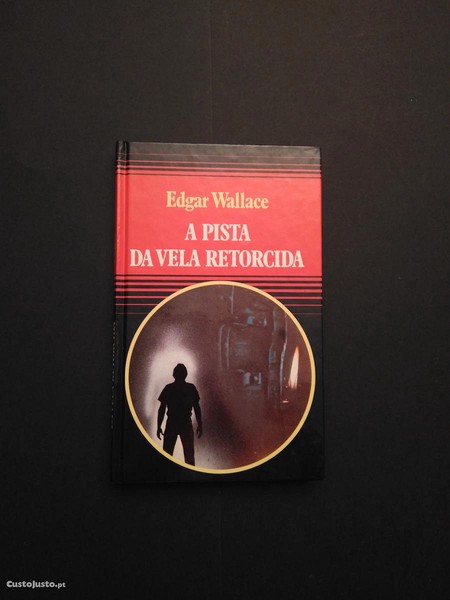 Edgar Wallace
A PISTA
DA VELA RETORCIDA
CustoJusto.pt